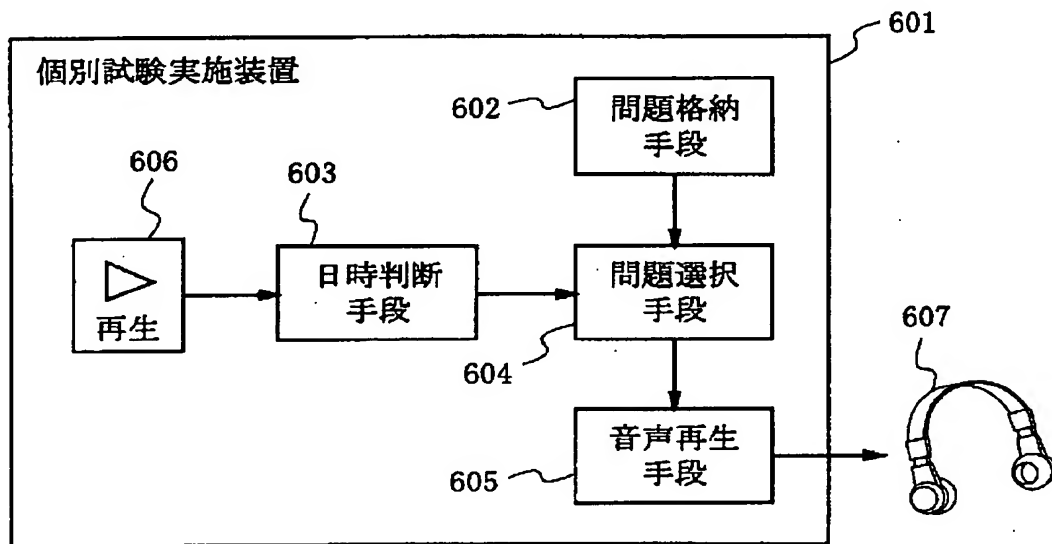 601
個別試験実施装置
602
問題格納
手段
606
603
再生
日時判断
手段
問題選択
手段
604
607
音声再生
手段
605